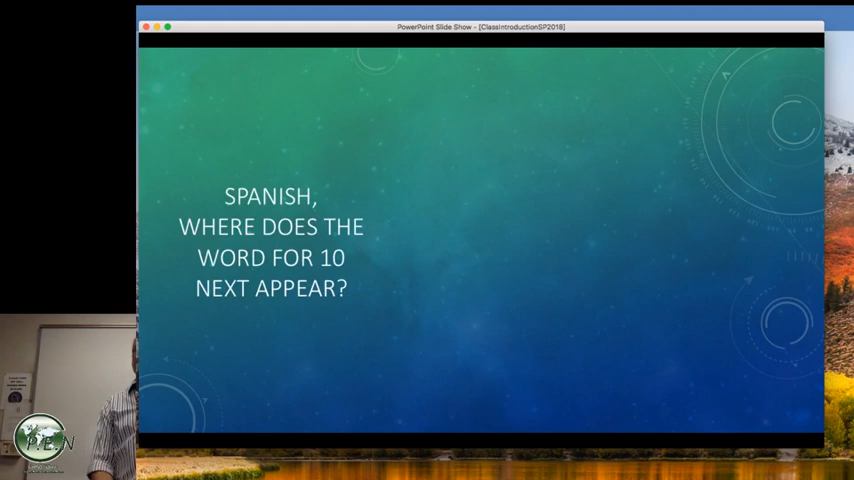 PowerPoint Slide Show - [ClassIntroductionSP2018]
SPANISH,
WHERE DOES THE
WORD FOR 10
NEXT APPEAR?
P.E.N